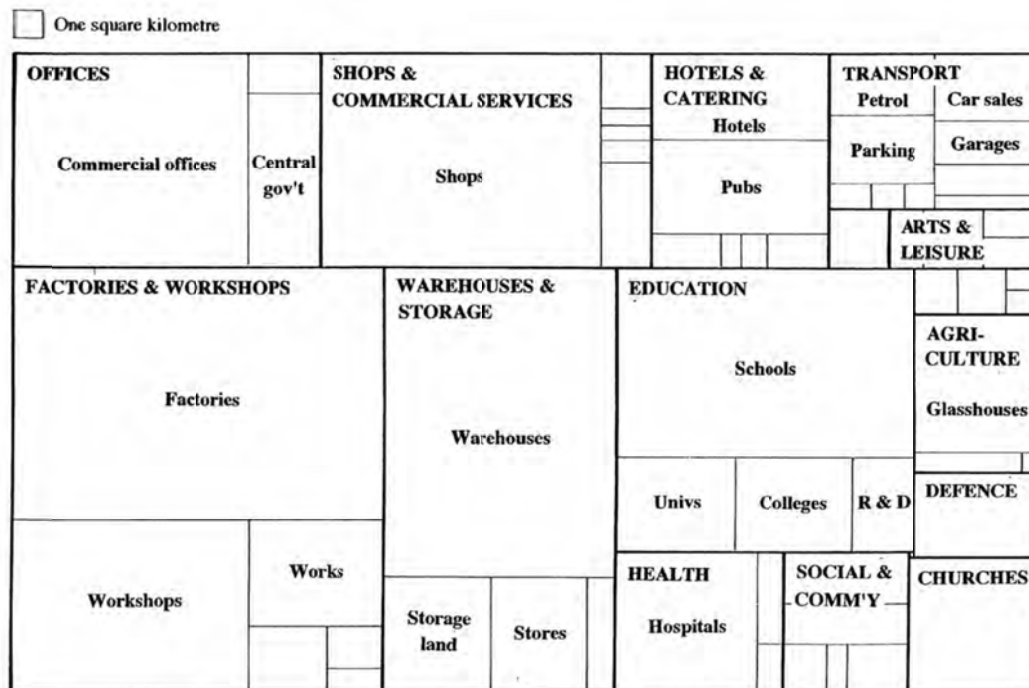 One square kilometre
OFFICES
Commercial offices
Central
gov't
SHOPS &
COMMERCIAL SERVICES
Shops
HOTELS &
CATERING
Hotels
Pubs
TRANSPORT
Petrol
Car sales
Parking
Garages
ARTS &
LEISURE
FACTORIES & WORKSHOPS
Factories
Workshops
Works
WAREHOUSES &
STORAGE
Warehouses
Storage
land
Stores
EDUCATION
Schools
Univs
Colleges
R & D
AGRI-
CULTURE
Glasshouses
DEFENCE
HEALTH
Hospitals
SOCIAL &
COMM'Y
CHURCHES